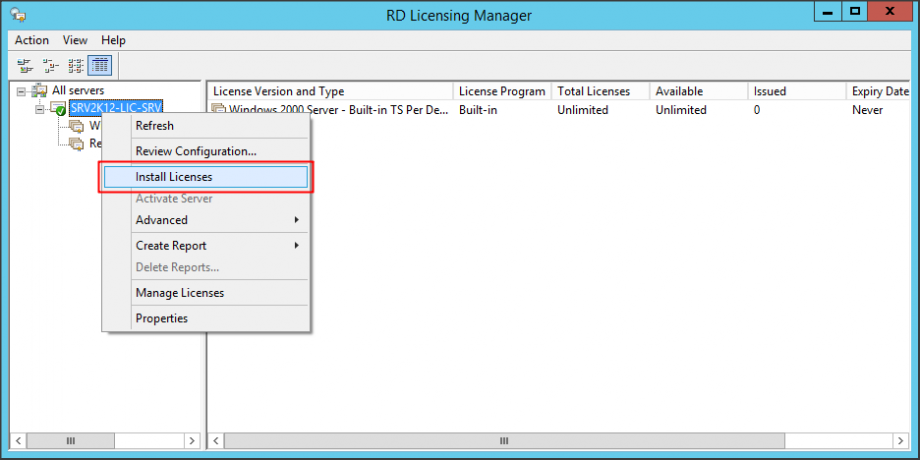 RD Licensing Manager
Action View Help
All servers
SRV2K12-LIC-SRV
W
Re
License Version and Type License Program Total Licenses Available Issued Expiry Date
Windows 2000 Server - Built-in TS Per De... Built-in Unlimited Unlimited 0 Never
Refresh
Review Configuration...
Install Licenses
Activate Server
Advanced
Create Report
Delete Reports...
Manage Licenses
Properties